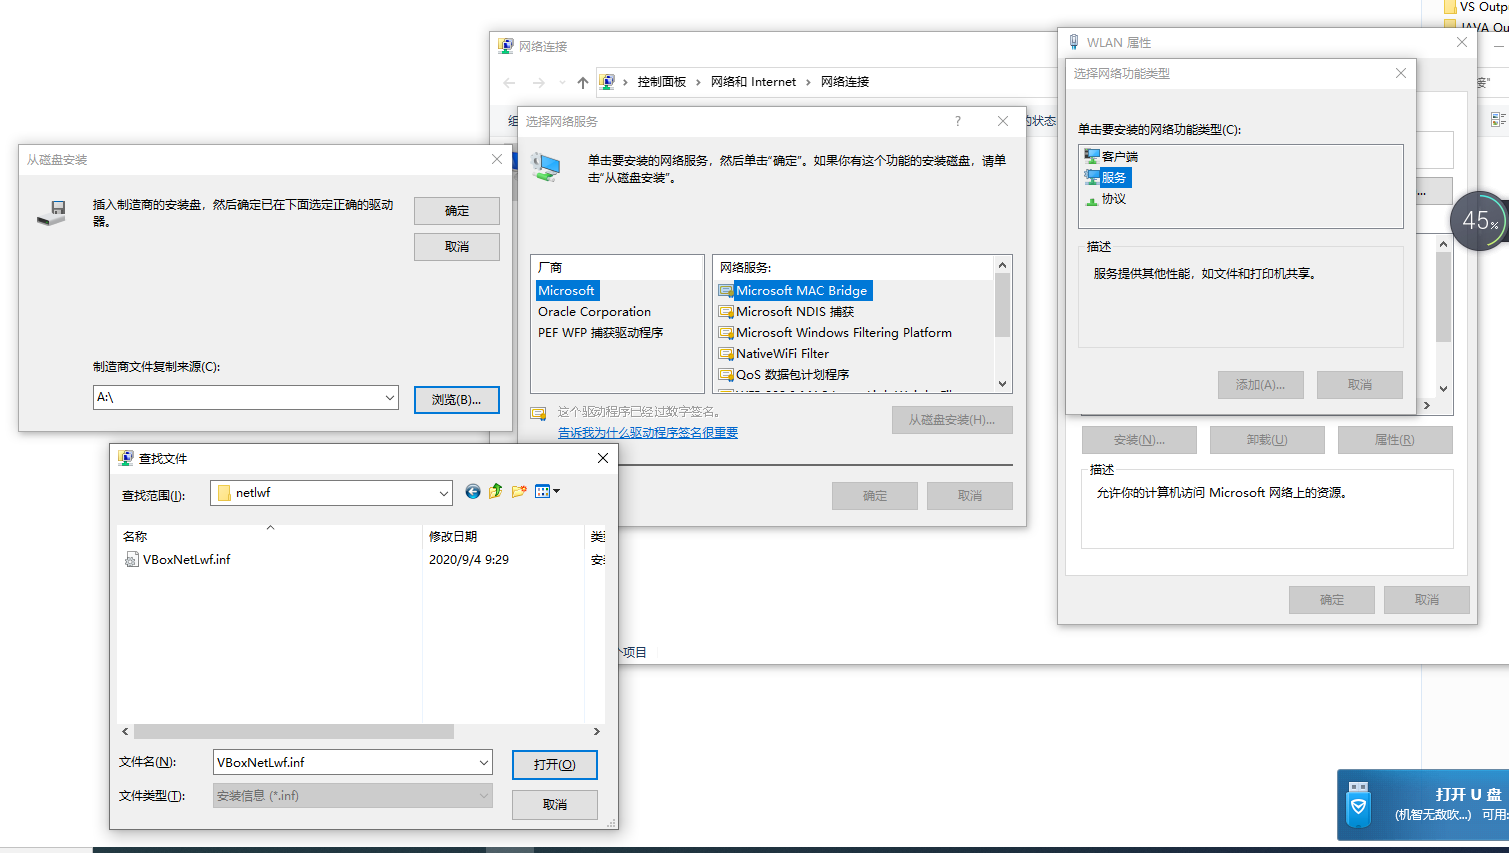 VS Outp
JAVA Ou
网络连接
控制面板 › 网络和 Internet › 网络连接
组
的状态
接"
WLAN 属性
选择网络功能类型
单击要安装的网络功能类型(C):
客户端
服务
协议
描述
服务提供其他性能，如文件和打印机共享。
添加(A)...
取消
...
45%
安装(N)...
卸载(U)
属性(R)
描述
允许你的计算机访问 Microsoft 网络上的资源。
确定
取消
选择网络服务
?
单击要安装的网络服务，然后单击“确定”。如果你有这个功能的安装磁盘，请单
击“从磁盘安装”。
厂商
Microsoft
Oracle Corporation
PEF WFP 捕获驱动程序
网络服务:
Microsoft MAC Bridge
Microsoft NDIS 捕获
Microsoft Windows Filtering Platform
NativeWiFi Filter
QoS 数据包计划程序
这个驱动程序已经过数字签名。
告诉我为什么驱动程序签名很重要
从磁盘安装(H)...
确定
取消
从磁盘安装
插入制造商的安装盘，然后确定已在下面选定正确的驱动
器。
确定
取消
制造商文件复制来源(C):
A:\
浏览(B)...
查找文件
查找范围(I):
netlwf
名称
修改日期
类
VBoxNetLwf.inf
2020/9/4 9:29
安
文件名(N):
VBoxNetLwf.inf
打开(O)
文件类型(T):
安装信息 (*.inf)
取消
个项目
打开 U 盘
(机智无敌吹...) 可用: